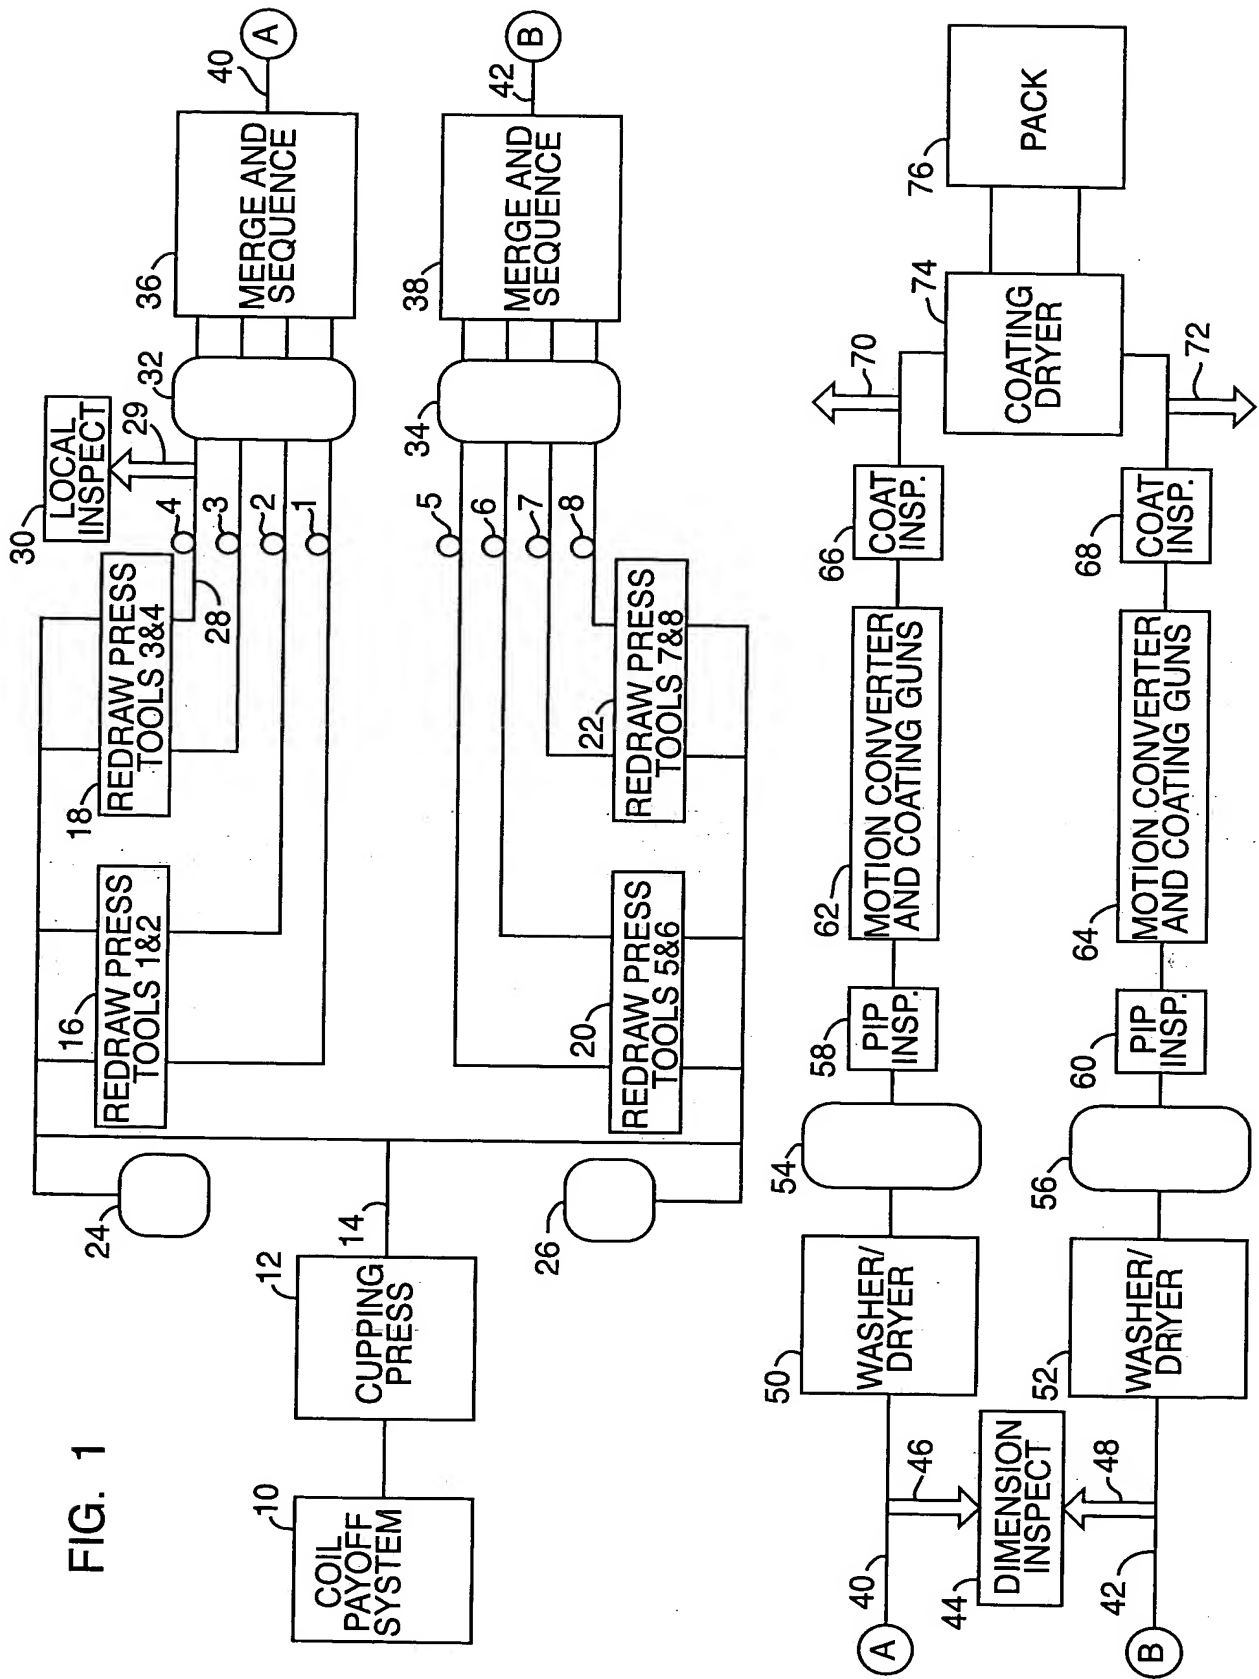 FIG. 1
10
COIL
PAYOFF
SYSTEM
12
CUPPING
PRESS
14
24
26
16
REDRAW PRESS
TOOLS 1&2
18
REDRAW PRESS
TOOLS 3&4
20
REDRAW PRESS
TOOLS 5&6
22
REDRAW PRESS
TOOLS 7&8
28
4
3
2
1
5
6
7
8
30
LOCAL
INSPECT
29
32
34
36
MERGE AND
SEQUENCE
38
MERGE AND
SEQUENCE
40
A
42
B
A
40
B
42
44
DIMENSION
INSPECT
46
48
50
WASHER/
DRYER
52
WASHER/
DRYER
54
56
58
PIP
INSP.
60
PIP
INSP.
62
MOTION CONVERTER
AND COATING GUNS
64
MOTION CONVERTER
AND COATING GUNS
66
COAT
INSP.
68
COAT
INSP.
70
72
74
COATING
DRYER
76
PACK